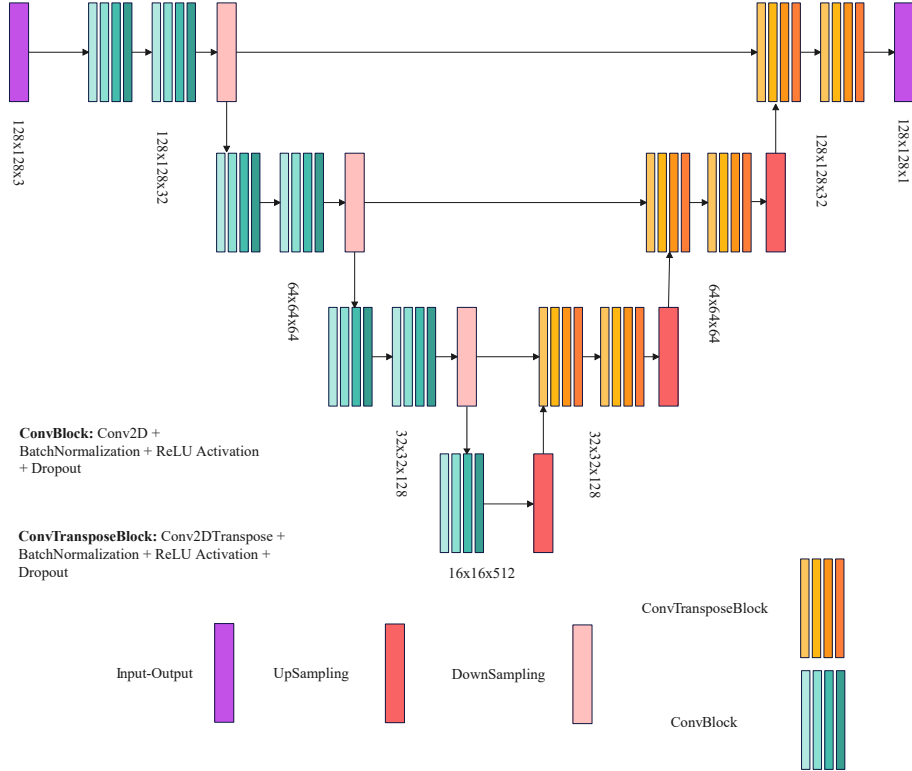 128x128x3
128x128x32
128x128x32
128x128x1
64x64x64
64x64x64
32x32x128
32x32x128
ConvBlock: Conv2D +
BatchNormalization + ReLU Activation
+ Dropout
ConvTransposeBlock: Conv2DTranspose +
BatchNormalization + ReLU Activation +
Dropout
16x16x512
ConvTransposeBlock
Input-Output
UpSampling
DownSampling
ConvBlock